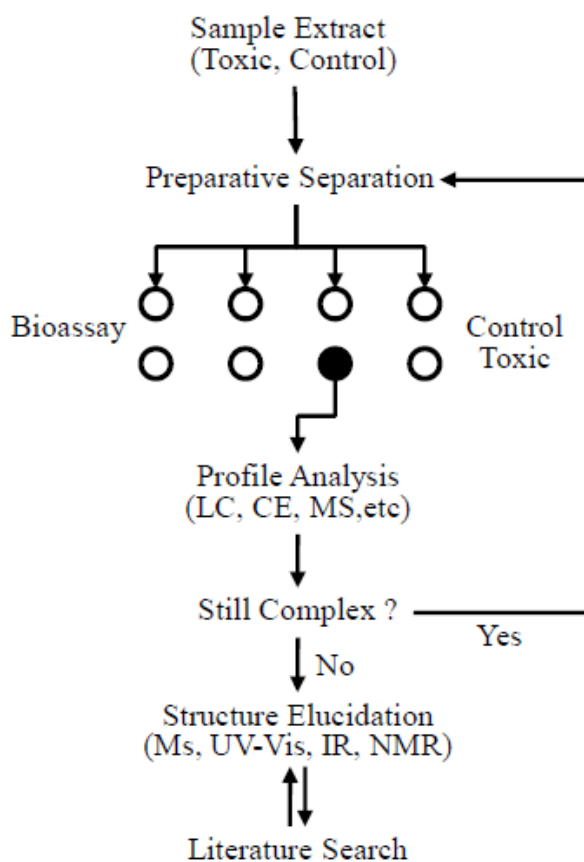 Sample Extract
(Toxic, Control)
Preparative Separation
Bioassay
Control
Toxic
Profile Analysis
(LC, CE, MS,etc)
Still Complex ?
Yes
No
Structure Elucidation
(Ms, UV-Vis, IR, NMR)
Literature Search